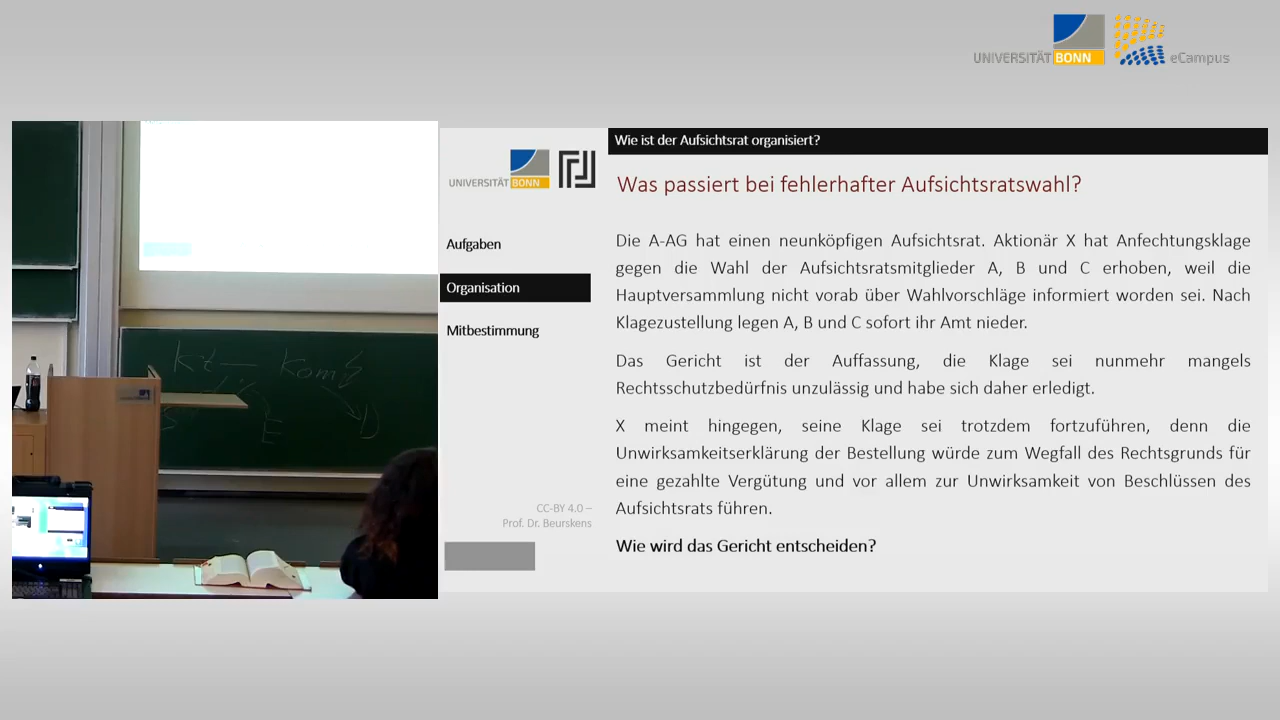 UNIVERSITÄT BONN
eCampus
Wie ist der Aufsichtsrat organisiert?
UNIVERSITÄT BONN
Was passiert bei fehlerhafter Aufsichtsratswahl?
Aufgaben
Organisation
Mitbestimmung
Die A-AG hat einen neunköpfigen Aufsichtsrat. Aktionär X hat Anfechtungsklage
gegen die Wahl der Aufsichtsratsmitglieder A, B und C erhoben, weil die
Hauptversammlung nicht vorab über Wahlvorschläge informiert worden sei. Nach
Klagezustellung legen A, B und C sofort ihr Amt nieder.
Das Gericht ist der Auffassung, die Klage sei nunmehr mangels
Rechtsschutzbedürfnis unzulässig und habe sich daher erledigt.
X meint hingegen, seine Klage sei trotzdem fortzuführen, denn die
Unwirksamkeitserklärung der Bestellung würde zum Wegfall des Rechtsgrunds für
eine gezahlte Vergütung und vor allem zur Unwirksamkeit von Beschlüssen des
Aufsichtsrats führen.
Wie wird das Gericht entscheiden?
CC-BY 4.0 –
Prof. Dr. Beurskens
E
D